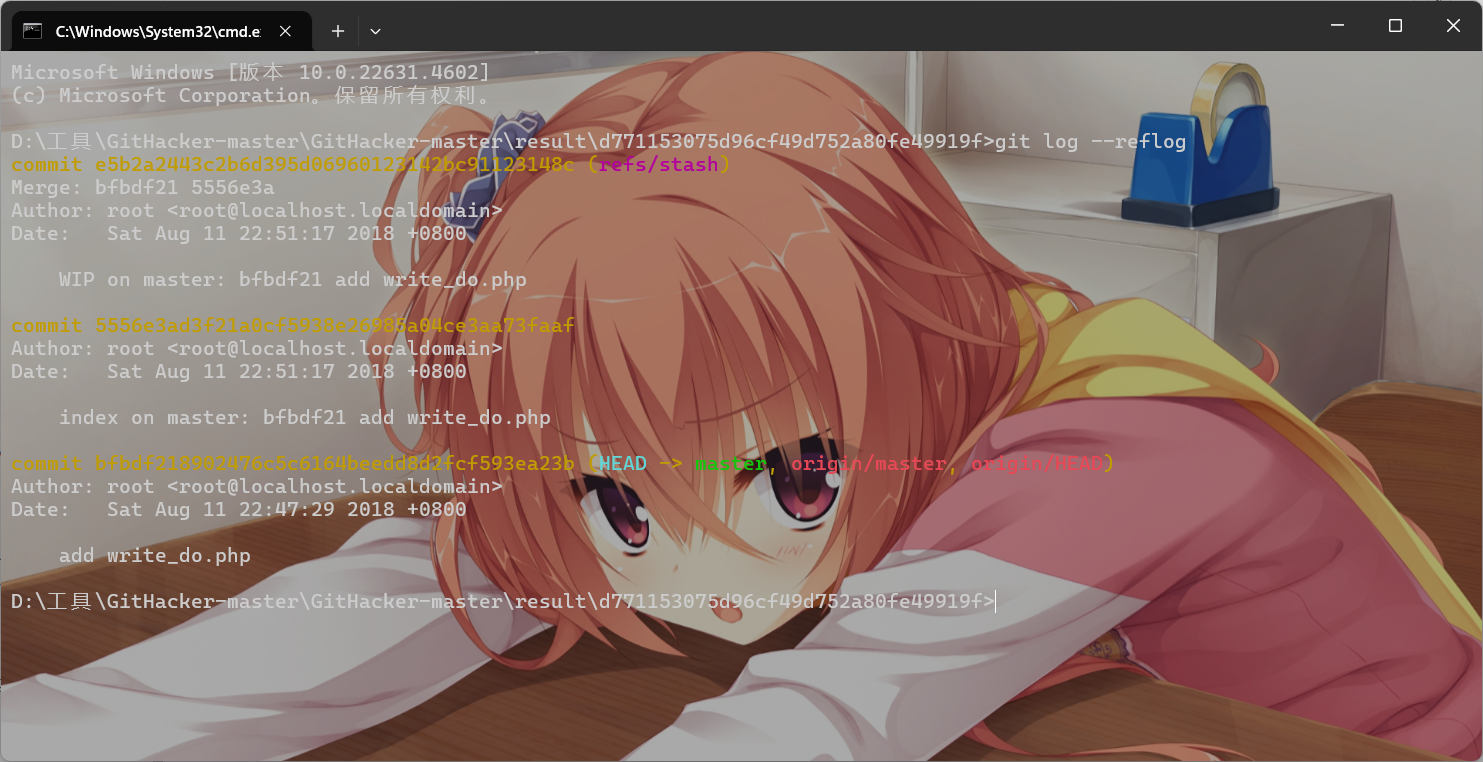 C:\Windows\System32\cmd.e
Microsoft Windows [版本 10.0.22631.4602]
(c) Microsoft Corporation。保留所有权利。
D:\工具\GitHacker-master\GitHacker-master\result\d771153075d96cf49d752a80fe49919f>git log --reflog
commit e5b2a2443c2b6d395d06960123142bc91123148c (refs/stash)
Merge: bfbdf21 5556e3a
Author: root <root@localhost.localdomain>
Date:   Sat Aug 11 22:51:17 2018 +0800
WIP on master: bfbdf21 add write_do.php
commit 5556e3ad3f21a0cf5938e26985a04ce3aa73faaf
Author: root <root@localhost.localdomain>
Date:   Sat Aug 11 22:51:17 2018 +0800
index on master: bfbdf21 add write_do.php
commit bfbdf218902476c5c6164beedd8d2fcf593ea23b (HEAD -> master, origin/master, origin/HEAD)
Author: root <root@localhost.localdomain>
Date:   Sat Aug 11 22:47:29 2018 +0800
add write_do.php
D:\工具\GitHacker-master\GitHacker-master\result\d771153075d96cf49d752a80fe49919f>